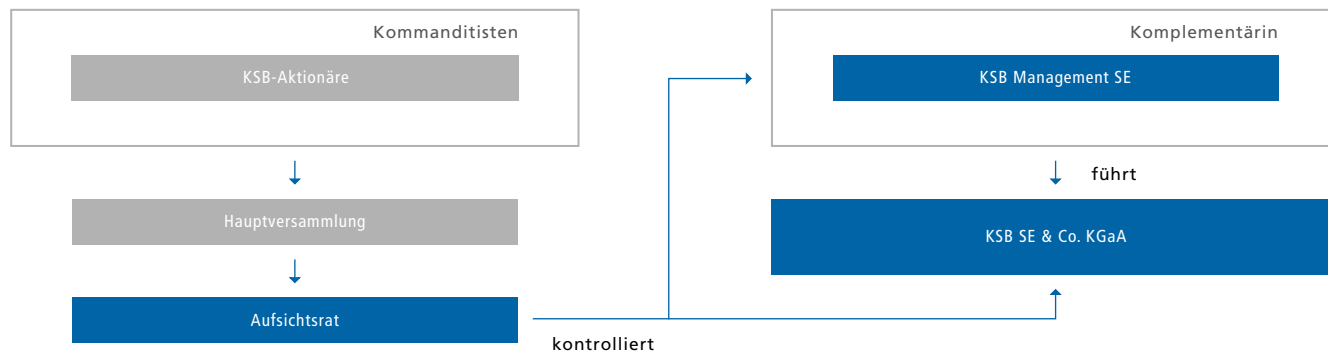 Kommanditisten
KSB-Aktionäre
Hauptversammlung
Aufsichtsrat
kontrolliert
Komplementärin
KSB Management SE
führt
KSB SE & Co. KGaA